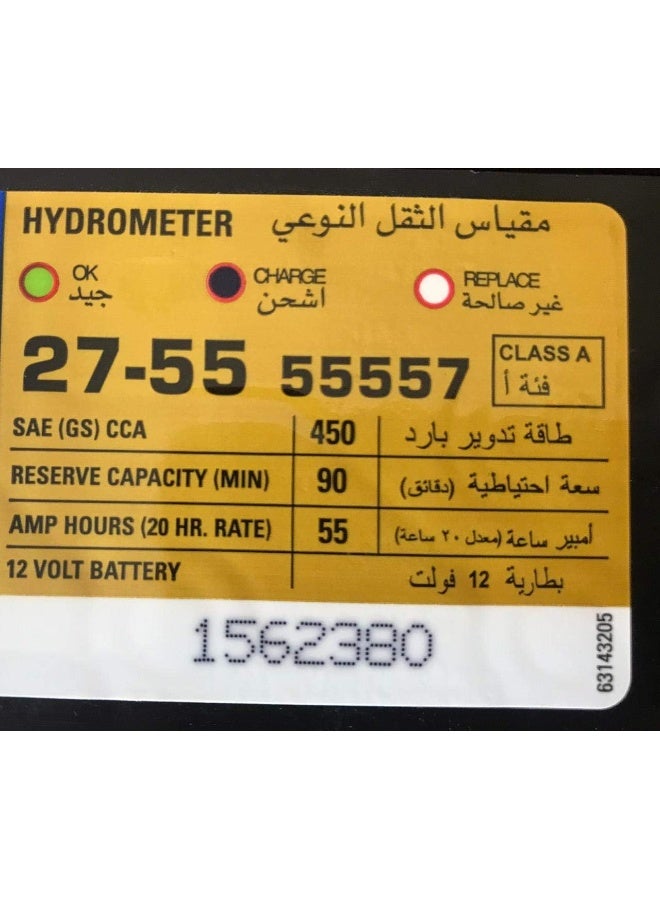 HYDROMETER مقياس الثقل النوعي
OK CHARGE REPLACE
جيد اشحن غير صالحة
27-55 55557 CLASS A
فئة أ
SAE (GS) CCA 450 طاقة تدوير بارد
RESERVE CAPACITY (MIN) 90 سعة احتياطية (دقائق)
AMP HOURS (20 HR. RATE) 55 أمبير ساعة (معدل ٢٠ ساعة)
12 VOLT BATTERY بطارية 12 فولت
1562380
63143205